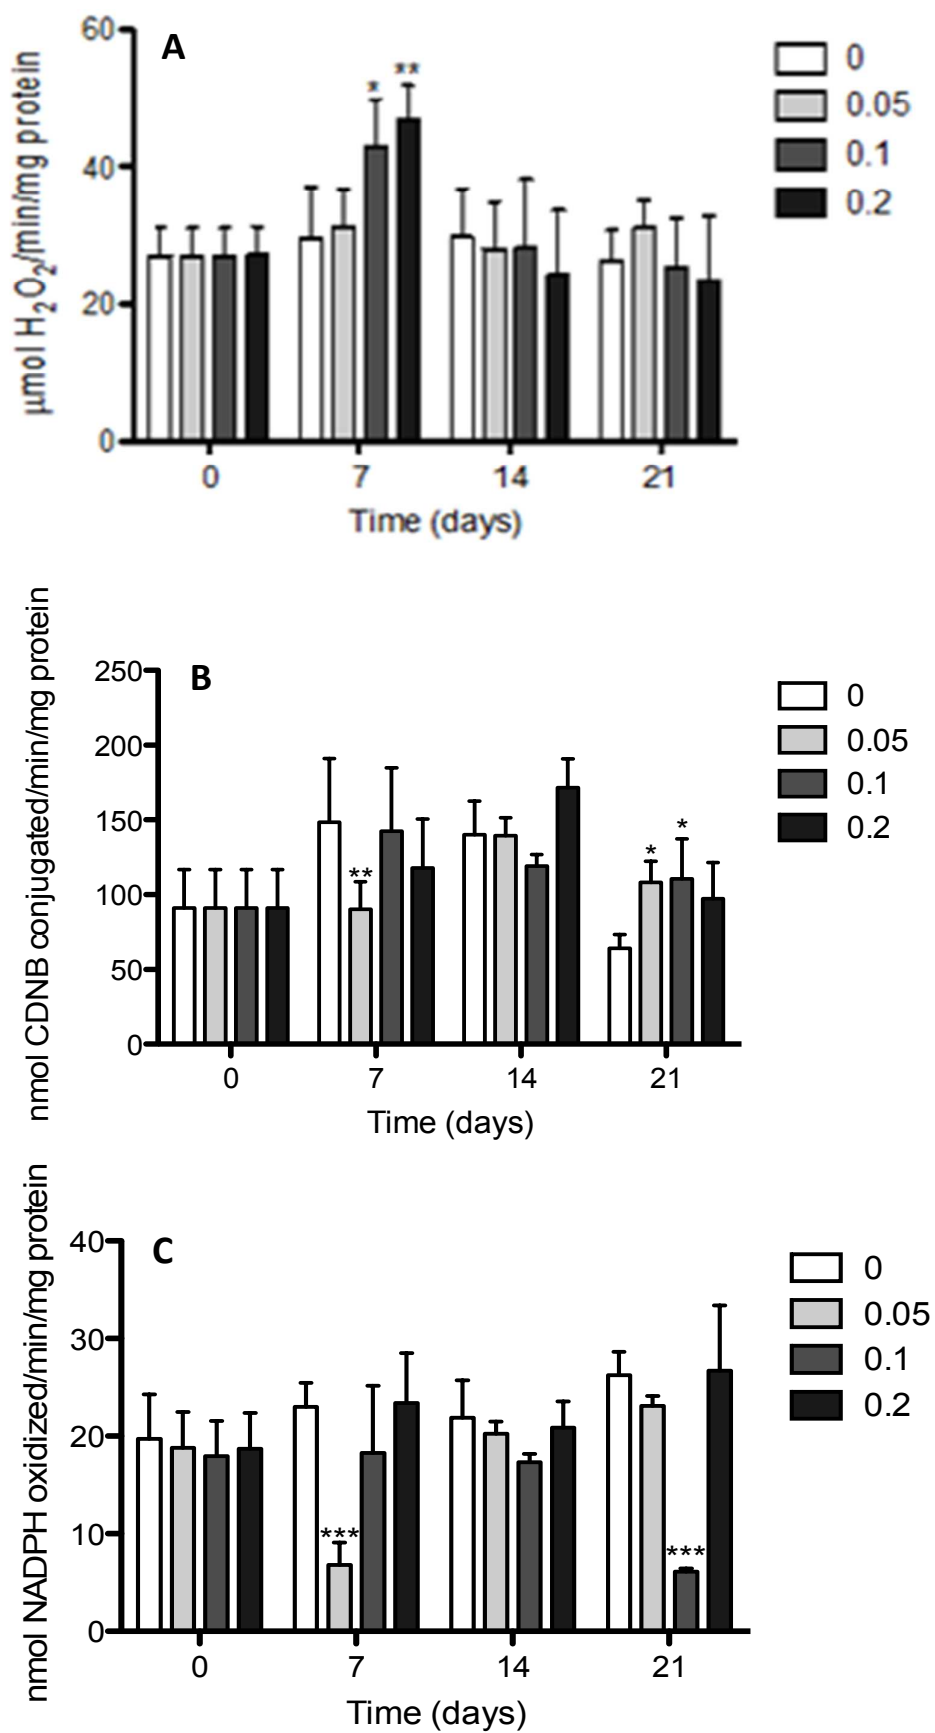 A
μmol H2O2/min/mg protein
60
40
20
0
* **
0 7 14 21
Time (days)
0
0.05
0.1
0.2
B
nmol CDNB conjugated/min/mg protein
250
200
150
100
50
0
** * *
0 7 14 21
Time (days)
0
0.05
0.1
0.2
C
nmol NADPH oxidized/min/mg protein
40
30
20
10
0
*** ***
0 7 14 21
Time (days)
0
0.05
0.1
0.2